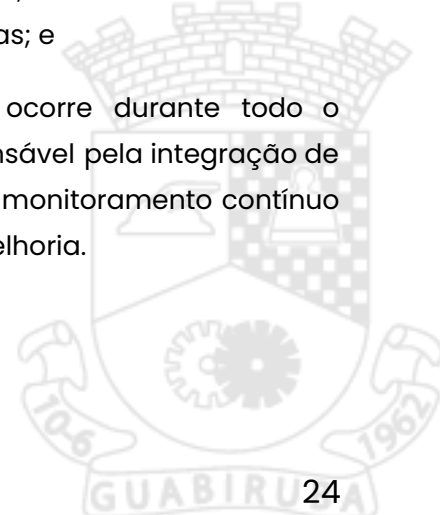 as; e
ocorre durante todo o
nsável pela integração de
monitoramento contínuo
elhoria.
10-6
1962
GUABIRUBA
24